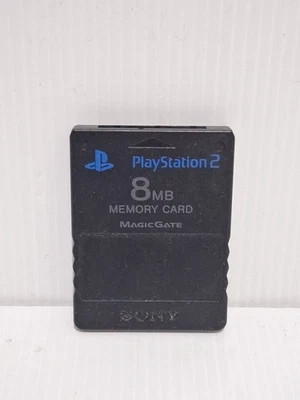 PlayStation 2
8MB
MEMORY CARD
MAGICGATE
SONY